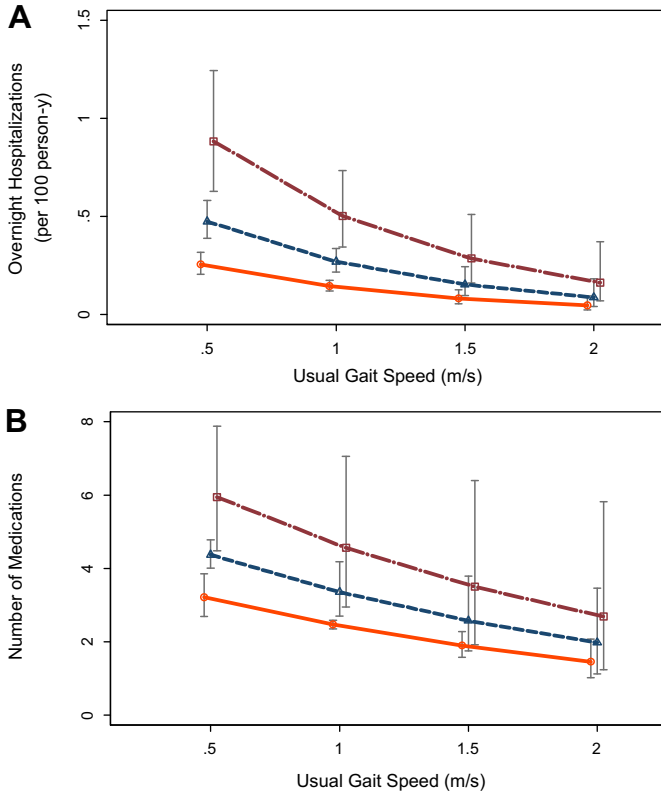 A
Overnight Hospitalizations
(per 100 person-y)
1.5
1
.5
0
.5
1
1.5
2
Usual Gait Speed (m/s)
B
Number of Medications
8
6
4
2
0
.5
1
1.5
2
Usual Gait Speed (m/s)